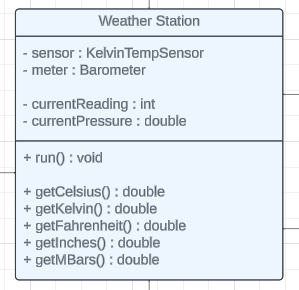 Weather Station
- sensor : KelvinTempSensor
- meter : Barometer
- currentReading : int
- currentPressure : double
+ run() : void
+ getCelsius() : double
+ getKelvin() : double
+ getFahrenheit() : double
+ getInches() : double
+ getMBars() : double